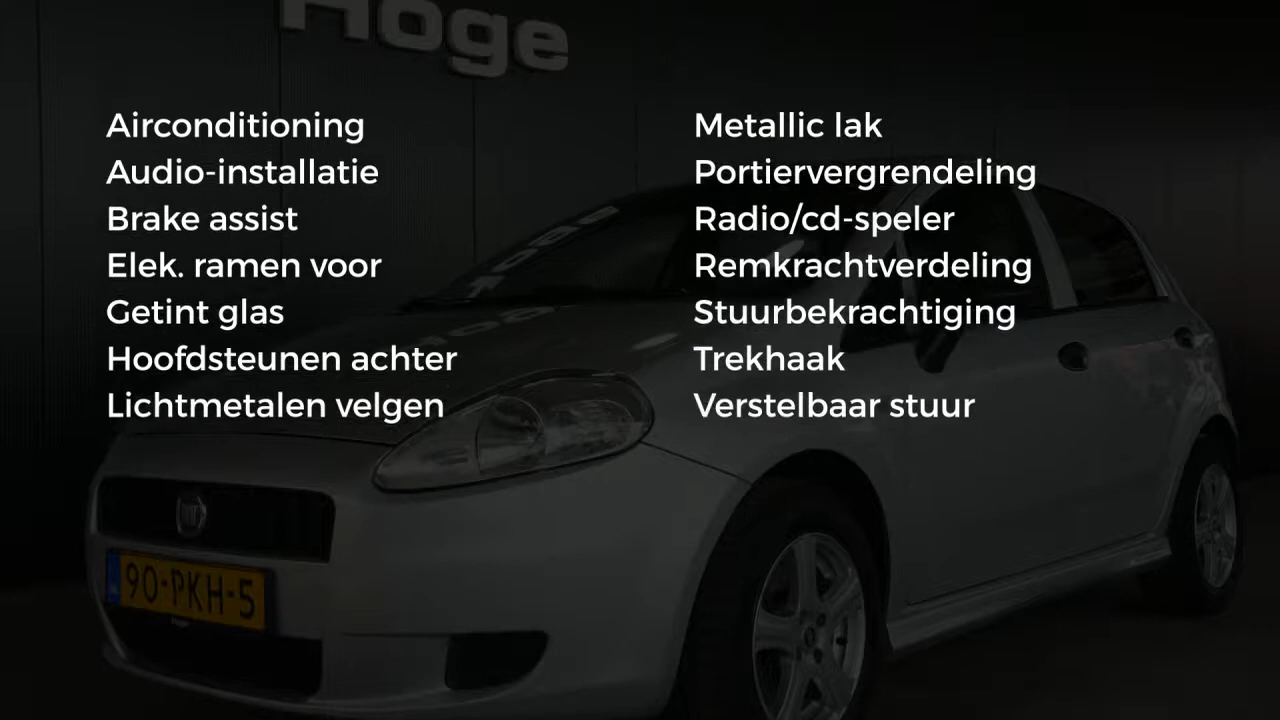 Hoge
Airconditioning
Audio-installatie
Brake assist
Elek. ramen voor
Getint glas
Hoofdsteunen achter
Lichtmetalen velgen
Metallic lak
Portiervergrendeling
Radio/cd-speler
Remkrachtverdeling
Stuurbekrachtiging
Trekhaak
Verstelbaar stuur
90-PKH-5